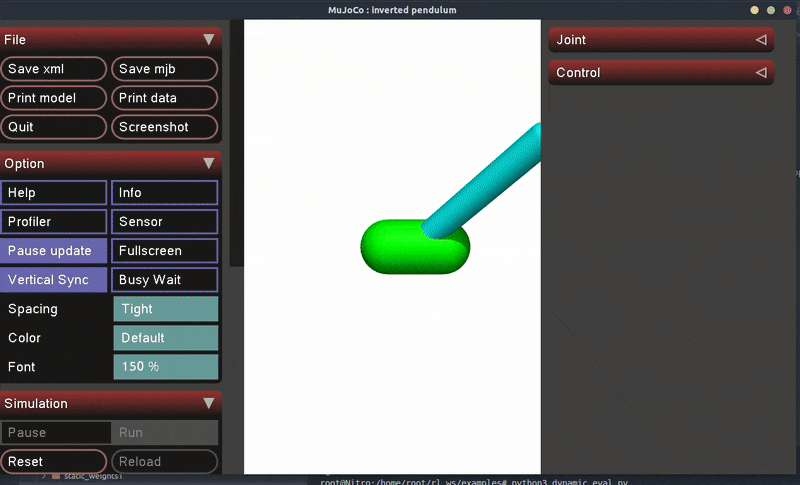 MuJoCo : inverted pendulum
File
Save xml Save mjb
Print model Print data
Quit Screenshot
Option
Help Info
Profiler Sensor
Pause update Fullscreen
Vertical Sync Busy Wait
Spacing Tight
Color Default
Font 150 %
Simulation
Pause Run
Reset Reload
Joint
Control
static_weights1
root@Nitro:/home/root/rl_ws/examples# python3 dynamic_eval.py